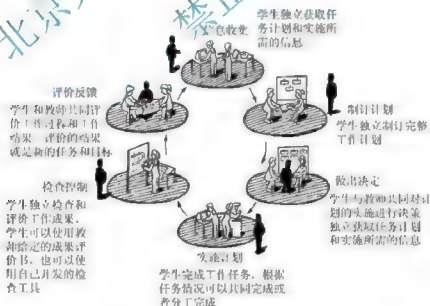 北京
禁止
信息收集
学生独立获取任
务计划和实施所
需的信息
制订计划
学生独立制订完整
工作计划
做出决定
学生与教师共同对计
划的实施进行决策
独立获取任务计划
和实施所需的信息
实施计划
学生完成工作任务，根据
任务情况可以共同完成或
者分工完成
检查控制
学生独立检查和
评价工作成果。
学生可以使用教
师给定的成果评
价书，也可以使
用自己开发的检
查工具
评价反馈
学生和教师共同评
价工作过程和工作
结果 评价的结果
就是新的任务和目标